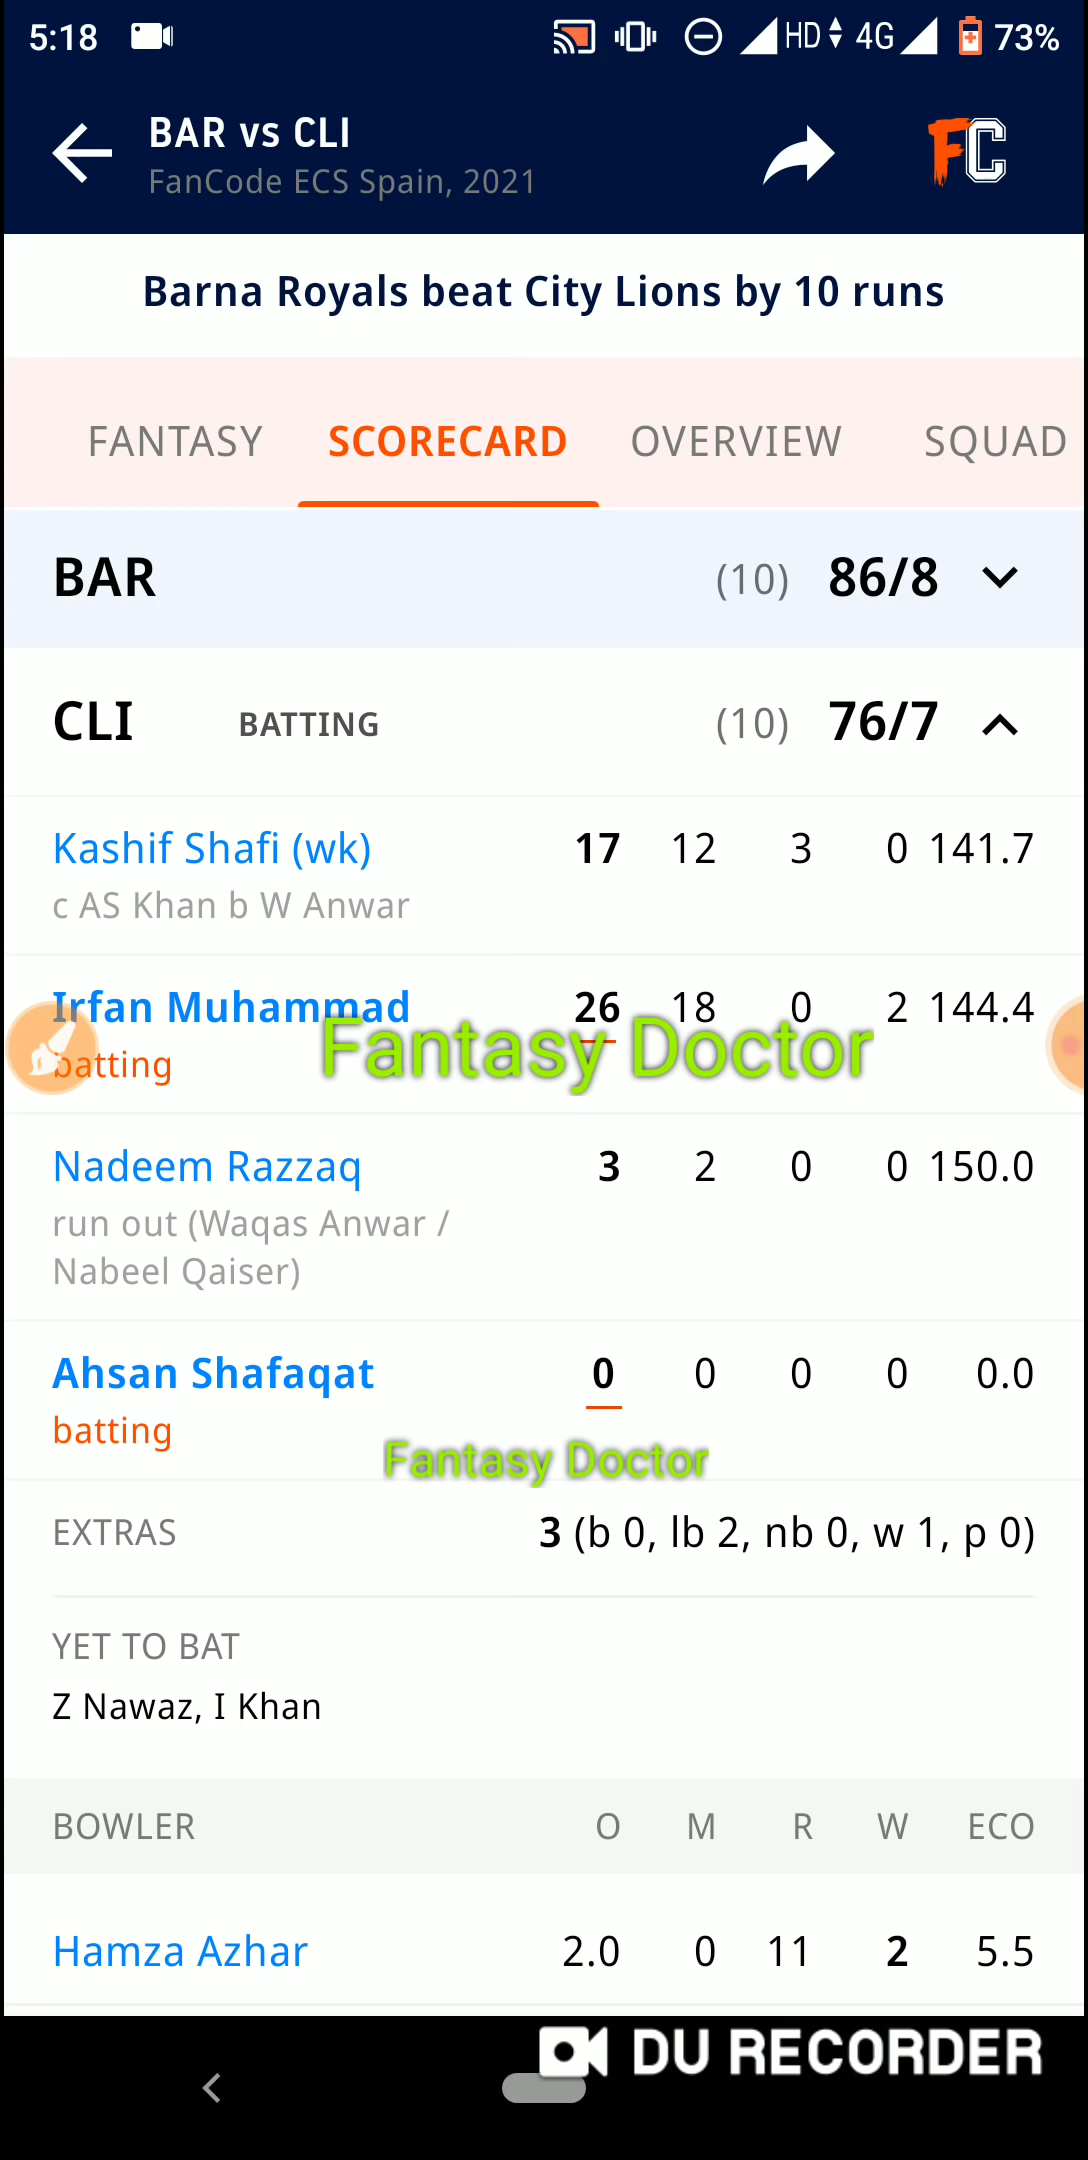 5:18 HD 4G 73%
BAR vs CLI
FanCode ECS Spain, 2021
FC
Barna Royals beat City Lions by 10 runs
FANTASY SCORECARD OVERVIEW SQUAD
BAR (10) 86/8
CLI BATTING (10) 76/7
Kashif Shafi (wk) 17 12 3 0 141.7
c AS Khan b W Anwar
Irfan Muhammad 26 18 0 2 144.4
batting
Fantasy Doctor
Nadeem Razzaq 3 2 0 0 150.0
run out (Waqas Anwar /
Nabeel Qaiser)
Ahsan Shafaqat 0 0 0 0 0.0
batting
Fantasy Doctor
EXTRAS 3 (b 0, lb 2, nb 0, w 1, p 0)
YET TO BAT
Z Nawaz, I Khan
BOWLER O M R W ECO
Hamza Azhar 2.0 0 11 2 5.5
DU RECORDER